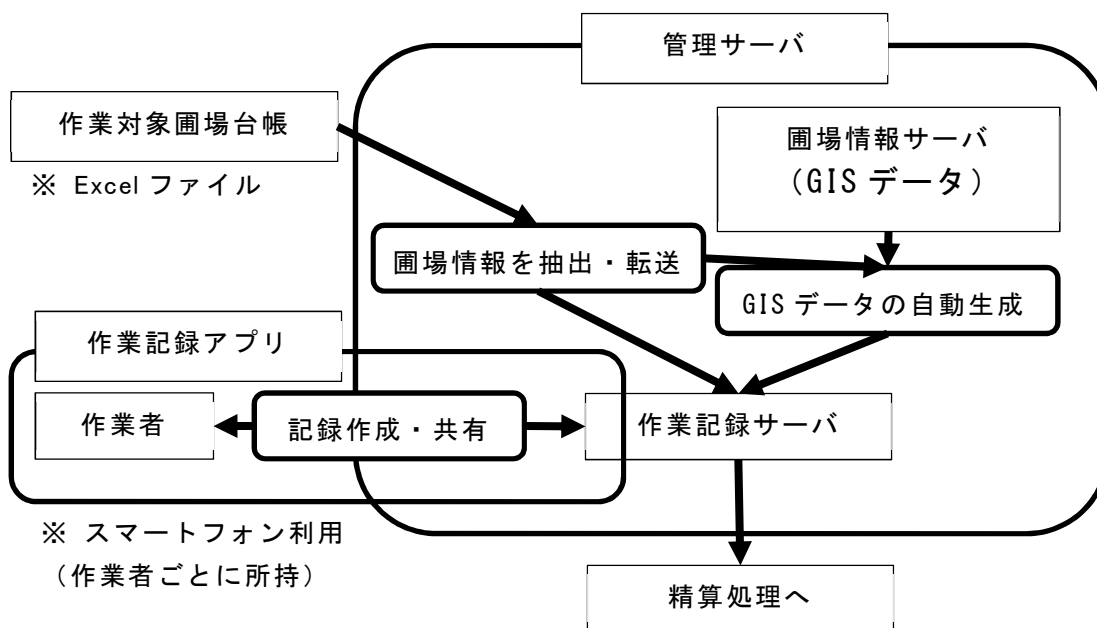 管理サーバ
作業対象圃場台帳
※ Excel ファイル
圃場情報サーバ
（GIS データ）
圃場情報を抽出・転送
GIS データの自動生成
作業記録アプリ
作業者
記録作成・共有
作業記録サーバ
※ スマートフォン利用
（作業者ごとに所持）
精算処理へ